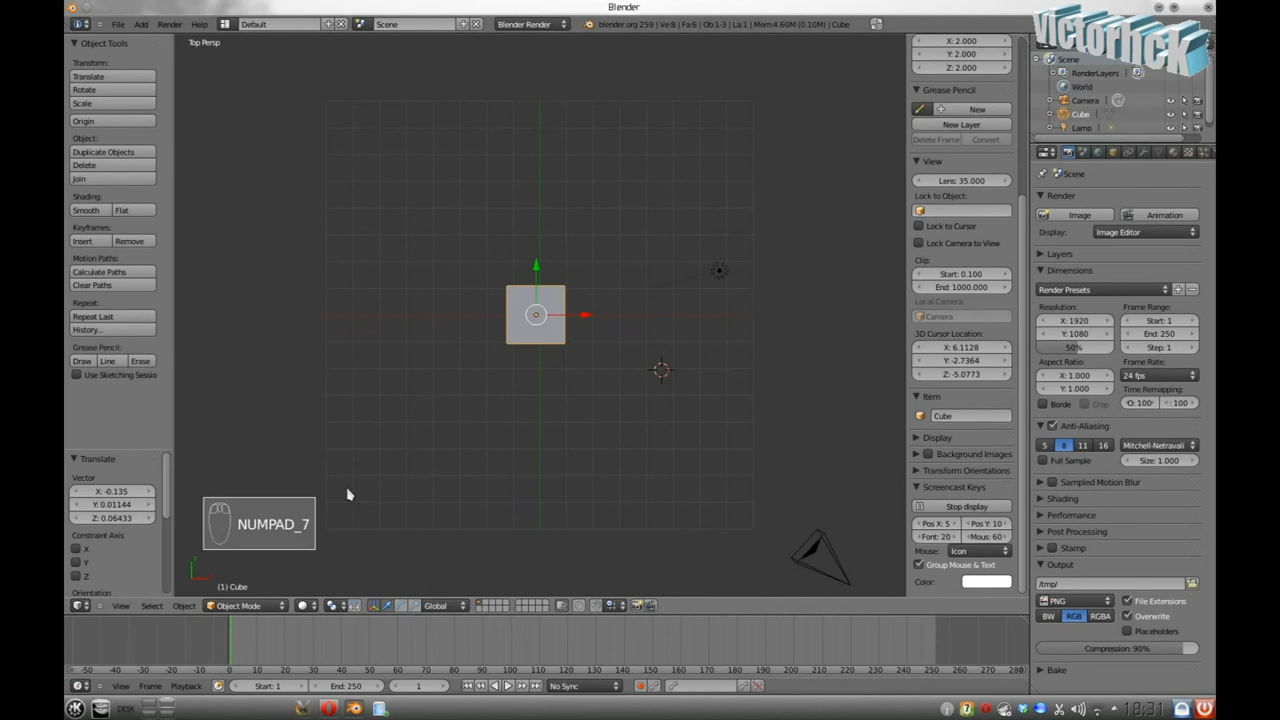 Blender
File Add Render Help Default Scene Blender Render blender.org 259 | Ve:8 | Fa:6 | Ob:1-3 | La:1 | Mem:4.60M (0.10M) | Cube
victorhck
Object Tools
Transform:
Translate
Rotate
Scale
Origin
Object:
Duplicate Objects
Delete
Join
Shading:
Smooth Flat
Keyframes:
Insert Remove
Motion Paths:
Calculate Paths
Clear Paths
Repeat:
Repeat Last
History...
Grease Pencil:
Draw Line Erase
Use Sketching Sessio
Translate
Vector
X: -0.135
Y: 0.01144
Z: 0.06433
Constraint Axis
X
Y
Z
Orientation
Top Persp
NUMPAD_7
(1) Cube
X: 2.000
Y: 2.000
Z: 2.000
Grease Pencil
New
New Layer
Delete Frame Convert
View
Lens: 35.000
Lock to Object:
Lock to Cursor
Lock Camera to View
Clip:
Start: 0.100
End: 1000.000
Local Camera
Camera
3D Cursor Location:
X: 6.1128
Y: -2.7364
Z: -5.0773
Item
Cube
Display
Background Images
Transform Orientations
Screencast Keys
Stop display
Pos X: 5 Pos Y: 10
Font: 20 Mous: 60
Mouse: Icon
Group Mouse & Text
Color:
Scene
RenderLayers
World
Camera
Cube
Lamp
Scene
Render
Image Animation
Display: Image Editor
Layers
Dimensions
Render Presets
Resolution: Frame Range:
X: 1920 Start: 1
Y: 1080 End: 250
50% Step: 1
Aspect Ratio: Frame Rate:
X: 1.000 24 fps
Y: 1.000 Time Remapping:
Borde Crop O: 100 : 100
Anti-Aliasing
5 8 11 16 Mitchell-Netravali
Full Sample Size: 1.000
Sampled Motion Blur
Shading
Performance
Post Processing
Stamp
Output
/tmp/
PNG File Extensions
BW RGB RGBA Overwrite
Placeholders
Compression: 90%
Bake
View Select Object Object Mode Global
-50 -40 -30 -20 -10 0 10 20 30 40 50 60 70 80 90 100 110 120 130 140 150 160 170 180 190 200 210 220 230 240 250 260 270 280
View Frame Playback Start: 1 End: 250 1 No Sync
DESK 7 18:31